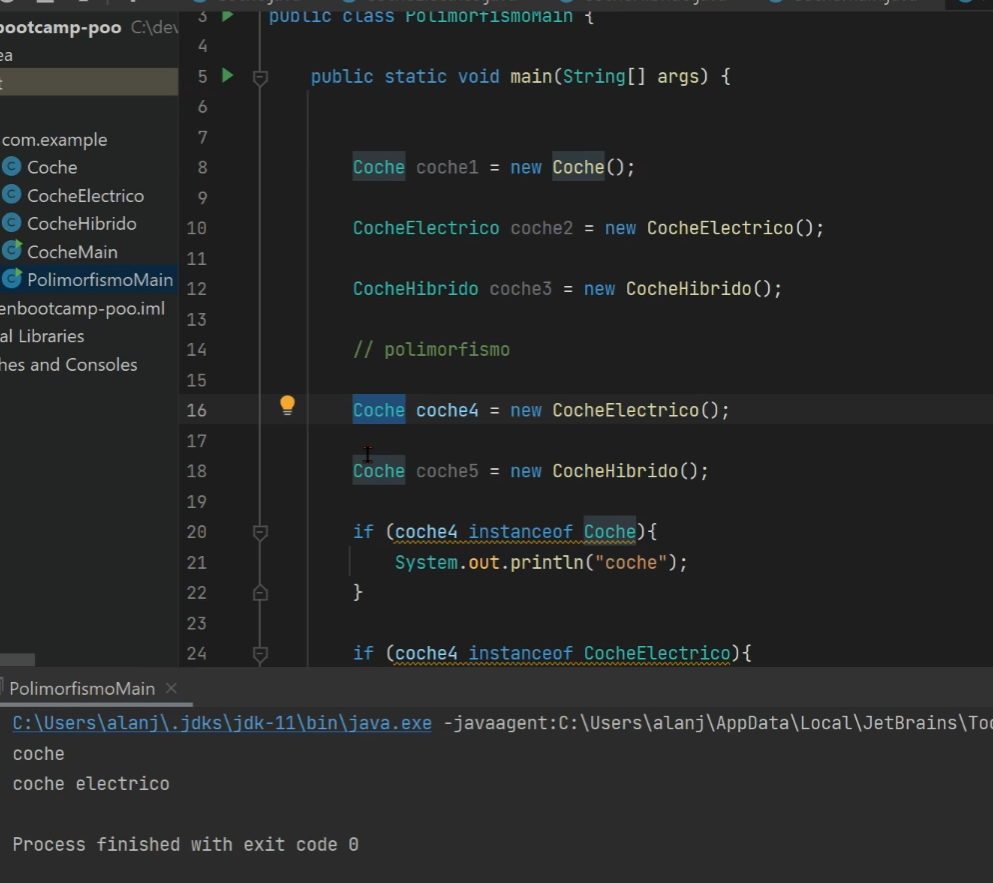 bootcamp-poo C:\dev
ea
t
com.example
Coche
CocheElectrico
CocheHibrido
CocheMain
PolimorfismoMain
enbootcamp-poo.iml
al Libraries
hes and Consoles
3 public class PolimorfismoMain {
4
5 public static void main(String[] args) {
6
7
8 Coche coche1 = new Coche();
9
10 CocheElectrico coche2 = new CocheElectrico();
11
12 CocheHibrido coche3 = new CocheHibrido();
13
14 // polimorfismo
15
16 Coche coche4 = new CocheElectrico();
17
18 Coche coche5 = new CocheHibrido();
19
20 if (coche4 instanceof Coche){
21 System.out.println("coche");
22 }
23
24 if (coche4 instanceof CocheElectrico){
PolimorfismoMain ×
C:\Users\alanj\.jdks\jdk-11\bin\java.exe -javaagent:C:\Users\alanj\AppData\Local\JetBrains\Too
coche
coche electrico
Process finished with exit code 0